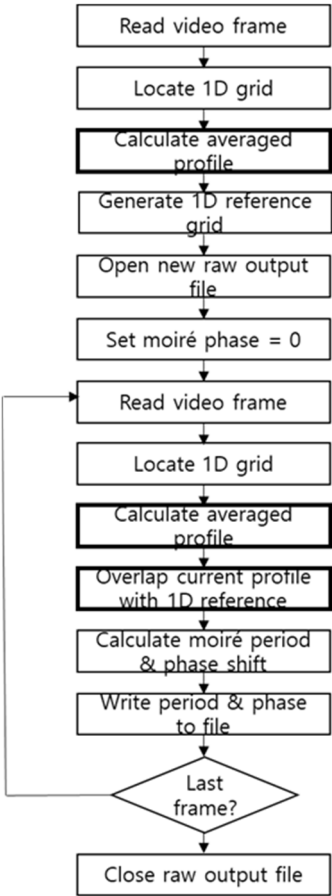 Read video frame
Locate 1D grid
Calculate averaged
profile
Generate 1D reference
grid
Open new raw output
file
Set moiré phase = 0
Read video frame
Locate 1D grid
Calculate averaged
profile
Overlap current profile
with 1D reference
Calculate moiré period
& phase shift
Write period & phase
to file
Last
frame?
Close raw output file